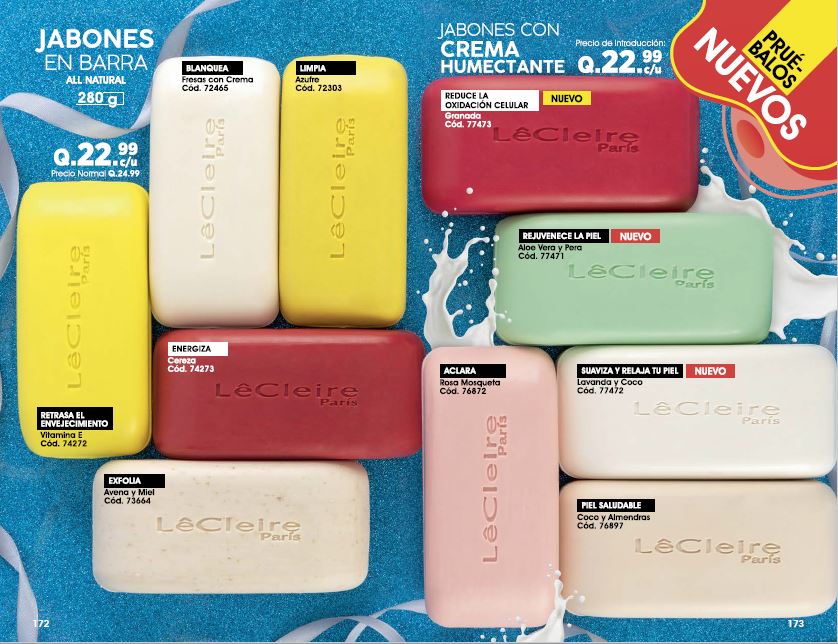 JABONES
EN BARRA
ALL NATURAL
280 g
Q.22.99
c/u
Precio Normal Q.24.99
BLANQUEA
Fresas con Crema
Cód. 72465
LêCleire
Paris
LIMPIA
Azufre
Cód. 72303
LêCleire
Paris
LêCleire
Paris
RETRASA EL
ENVEJECIMIENTO
Vitamina E
Cód. 74272
ENERGIZA
Cereza
Cód. 74273
LêCleire
Paris
EXFOLIA
Avena y Miel
Cód. 73664
LêCleire
Paris
172
JABONES CON
CREMA
HUMECTANTE
Precio de Introducción:
Q.22.99
c/u
PRUÉ-
BALOS
NUEVOS
REDUCE LA
OXIDACIÓN CELULAR
NUEVO
Granada
Cód. 77473
LêCleire
Paris
REJUVENECE LA PIEL
NUEVO
Aloe Vera y Pera
Cód. 77471
LêCleire
Paris
ACLARA
Rosa Mosqueta
Cód. 76872
LêCleire
Paris
SUAVIZA Y RELAJA TU PIEL
NUEVO
Lavanda y Coco
Cód. 77472
LêCleire
Paris
PIEL SALUDABLE
Coco y Almendras
Cód. 76897
LêCleire
Paris
173